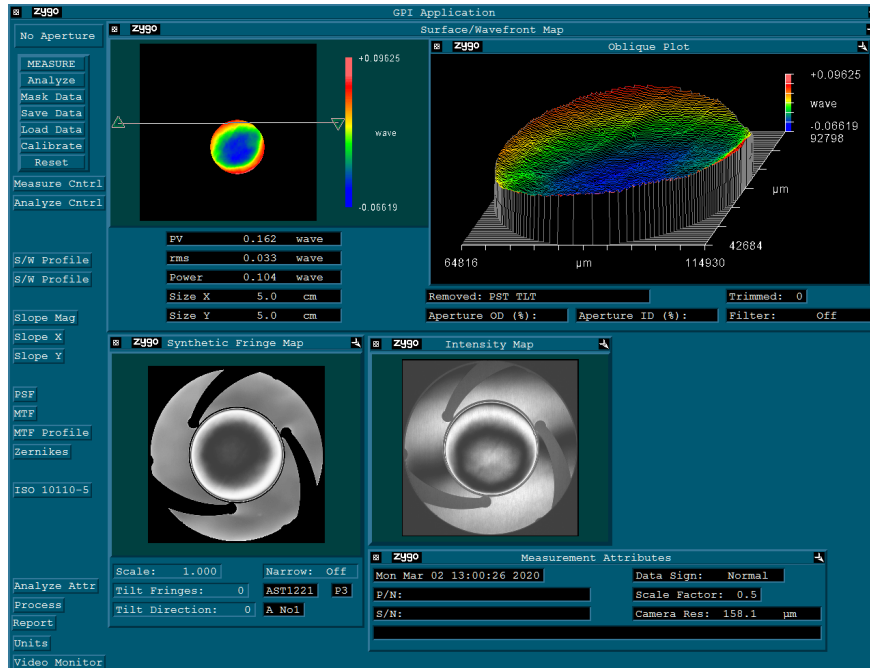 zygo GPI Application
No Aperture
MEASURE
Analyze
Mask Data
Save Data
Load Data
Calibrate
Reset
Measure Cntrl
Analyze Cntrl
S/W Profile
S/W Profile
Slope Mag
Slope X
Slope Y
PSF
MTF
MTF Profile
Zernikes
ISO 10110-5
Analyze Attr
Process
Report
Units
Video Monitor
zygo Surface/Wavefront Map
+0.09625
wave
-0.06619
PV 0.162 wave
rms 0.033 wave
Power 0.104 wave
Size X 5.0 cm
Size Y 5.0 cm
zygo Oblique Plot
+0.09625
wave
-0.06619
92798
µm
42684
64816 µm 114930
Removed: PST TLT Trimmed: 0
Aperture OD (%): Aperture ID (%): Filter: Off
zygo Synthetic Fringe Map
Scale: 1.000 Narrow: Off
Tilt Fringes: 0 AST1221 P3
Tilt Direction: 0 A No1
zygo Intensity Map
zygo Measurement Attributes
Mon Mar 02 13:00:26 2020 Data Sign: Normal
P/N: Scale Factor: 0.5
S/N: Camera Res: 158.1 µm